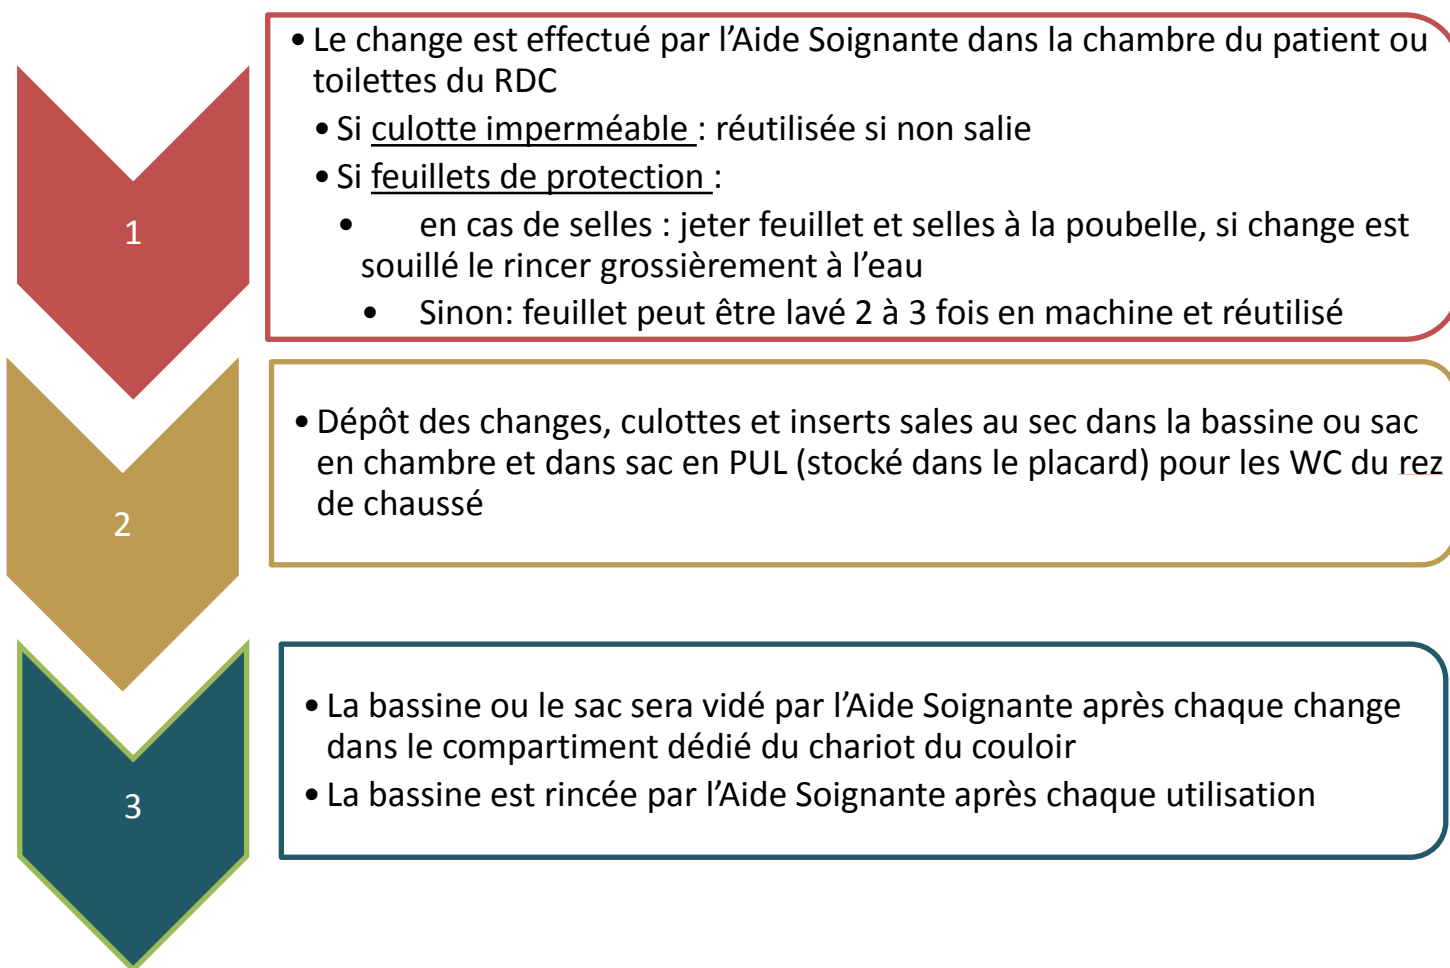 • Le change est effectué par l’Aide Soignante dans la chambre du patient ou
toilettes du RDC
• Si culotte imperméable : réutilisée si non salie
• Si feuillets de protection :
• en cas de selles : jeter feuillet et selles à la poubelle, si change est
souillé le rincer grossièrement à l’eau
• Sinon: feuillet peut être lavé 2 à 3 fois en machine et réutilisé
1
• Dépôt des changes, culottes et inserts sales au sec dans la bassine ou sac
en chambre et dans sac en PUL (stocké dans le placard) pour les WC du rez
de chaussé
2
• La bassine ou le sac sera vidé par l’Aide Soignante après chaque change
dans le compartiment dédié du chariot du couloir
• La bassine est rincée par l’Aide Soignante après chaque utilisation
3